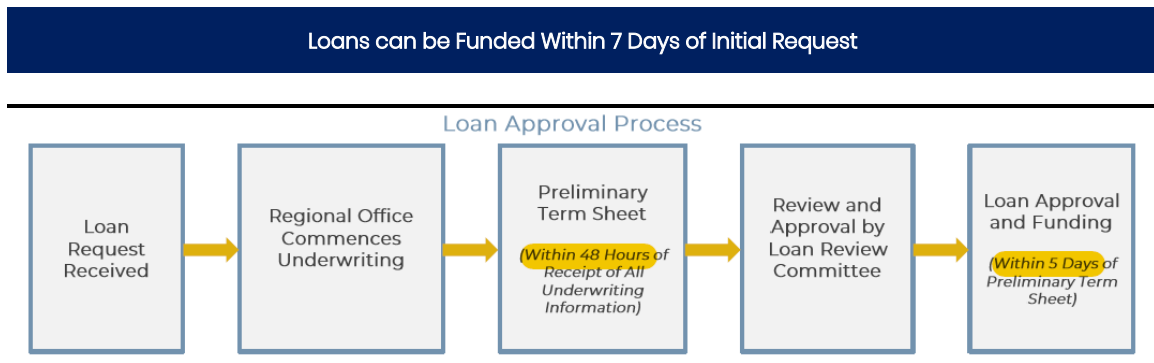 Loans can be Funded Within 7 Days of Initial Request
Loan Approval Process
Loan
Request
Received
Regional Office
Commences
Underwriting
Preliminary
Term Sheet
(Within 48 Hours of
Receipt of All
Underwriting
Information)
Review and
Approval by
Loan Review
Committee
Loan Approval
and Funding
(Within 5 Days of
Preliminary Term
Sheet)